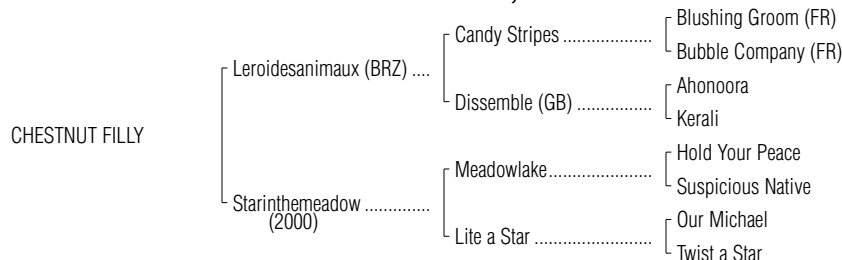 Blushing Groom (FR)
Candy Stripes ....................
Bubble Company (FR)
Leroidesanimaux (BRZ) ....
Ahonoora
Dissemble (GB) .................
Kerali
CHESTNUT FILLY
Hold Your Peace
Meadowlake.......................
Suspicious Native
Starinthemeadow ..............
(2000)
Our Michael
Lite a Star ..........................
Twist a Star